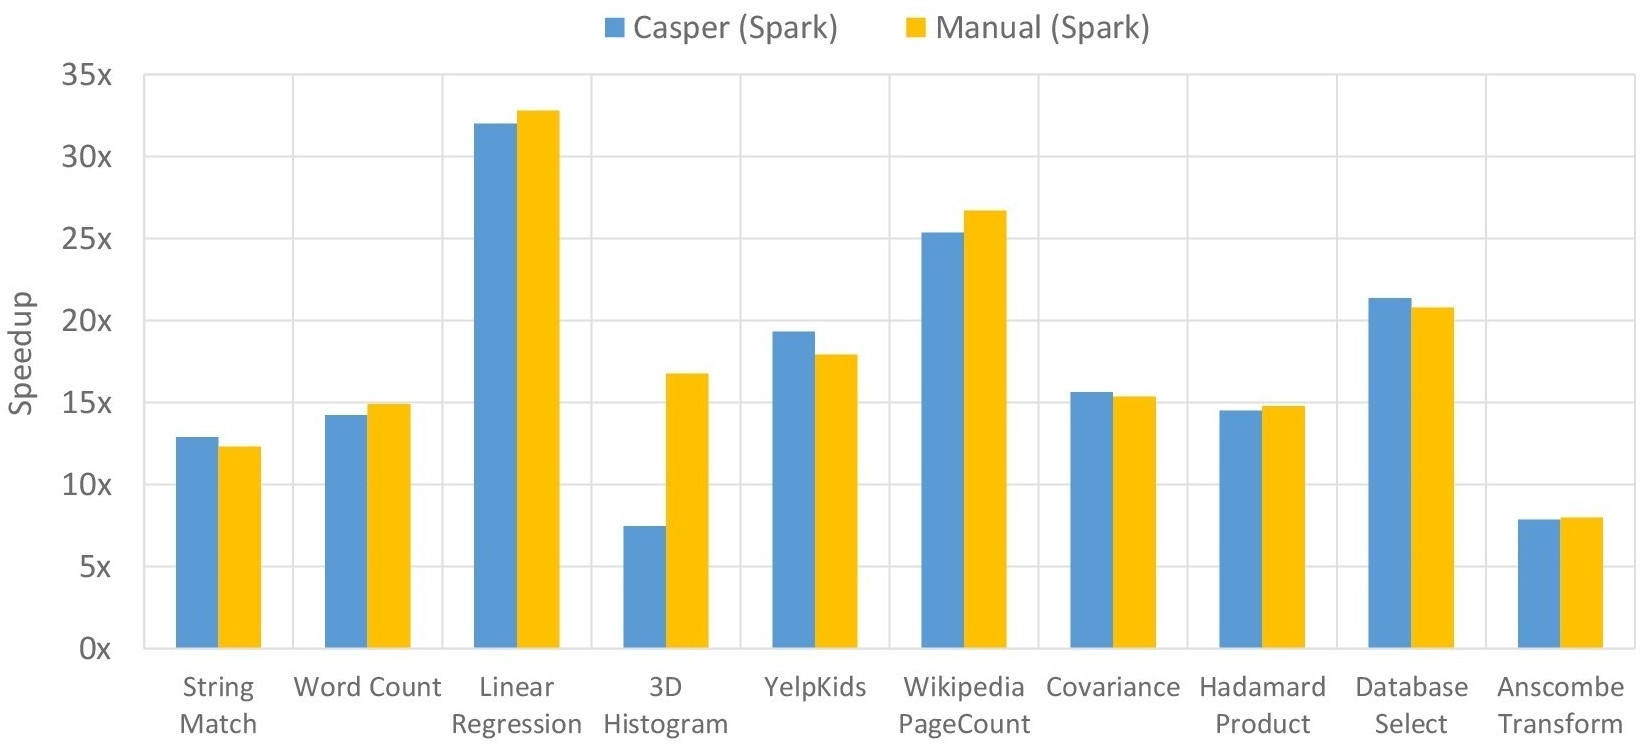 Casper (Spark) Manual (Spark)
35x
30x
25x
20x
15x
10x
5x
0x
Speedup
String Match
Word Count
Linear Regression
3D Histogram
YelpKids
Wikipedia PageCount
Covariance
Hadamard Product
Database Select
Anscombe Transform